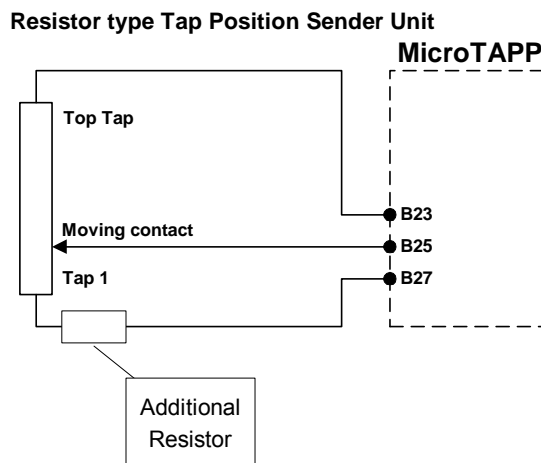 Resistor type Tap Position Sender Unit
MicroTAPP
Top Tap
B23
Moving contact
B25
Tap 1
B27
Additional
Resistor